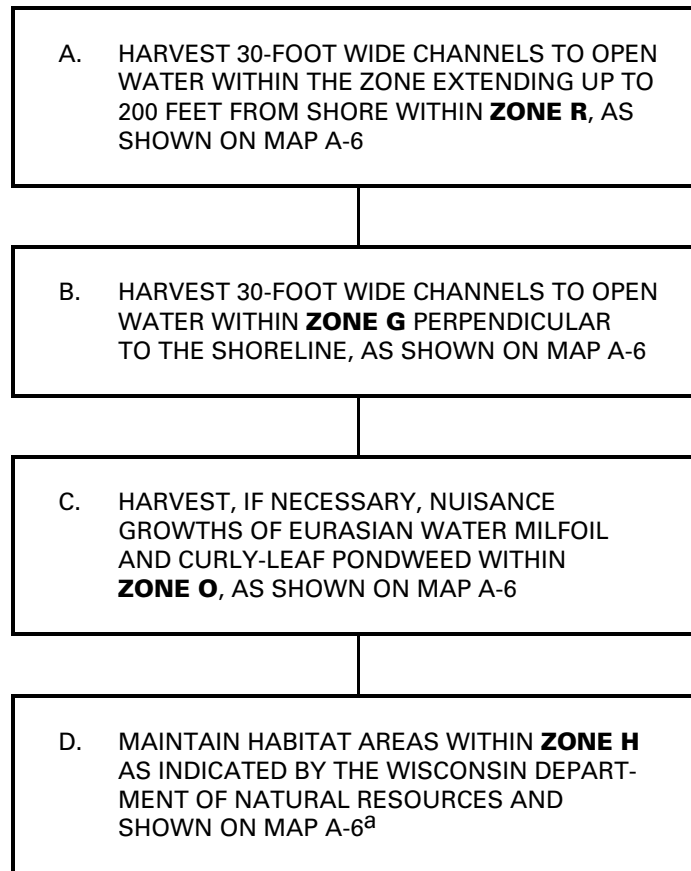 A. HARVEST 30-FOOT WIDE CHANNELS TO OPEN
WATER WITHIN THE ZONE EXTENDING UP TO
200 FEET FROM SHORE WITHIN ZONE R, AS
SHOWN ON MAP A-6
B. HARVEST 30-FOOT WIDE CHANNELS TO OPEN
WATER WITHIN ZONE G PERPENDICULAR
TO THE SHORELINE, AS SHOWN ON MAP A-6
C. HARVEST, IF NECESSARY, NUISANCE
GROWTHS OF EURASIAN WATER MILFOIL
AND CURLY-LEAF PONDWEED WITHIN
ZONE O, AS SHOWN ON MAP A-6
D. MAINTAIN HABITAT AREAS WITHIN ZONE H
AS INDICATED BY THE WISCONSIN DEPART-
MENT OF NATURAL RESOURCES AND
SHOWN ON MAP A-6a